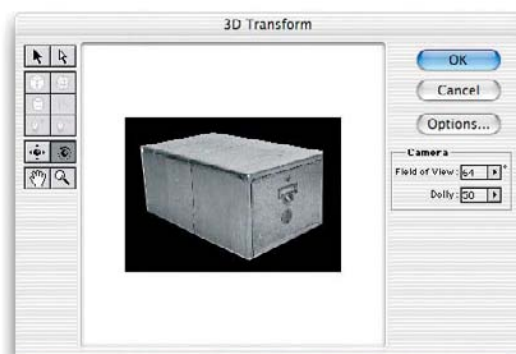 3D Transform
OK
Cancel
Options...
Camera
Field of View: 64 °
Dolly: 50